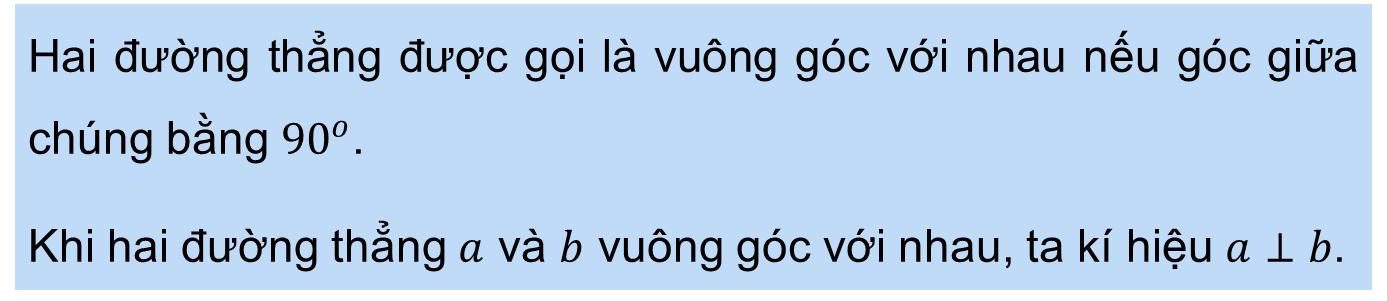 Hai đường thẳng được gọi là vuông góc với nhau nếu góc giữa
chúng bằng 90ᵒ.
Khi hai đường thẳng a và b vuông góc với nhau, ta kí hiệu a ⊥ b.